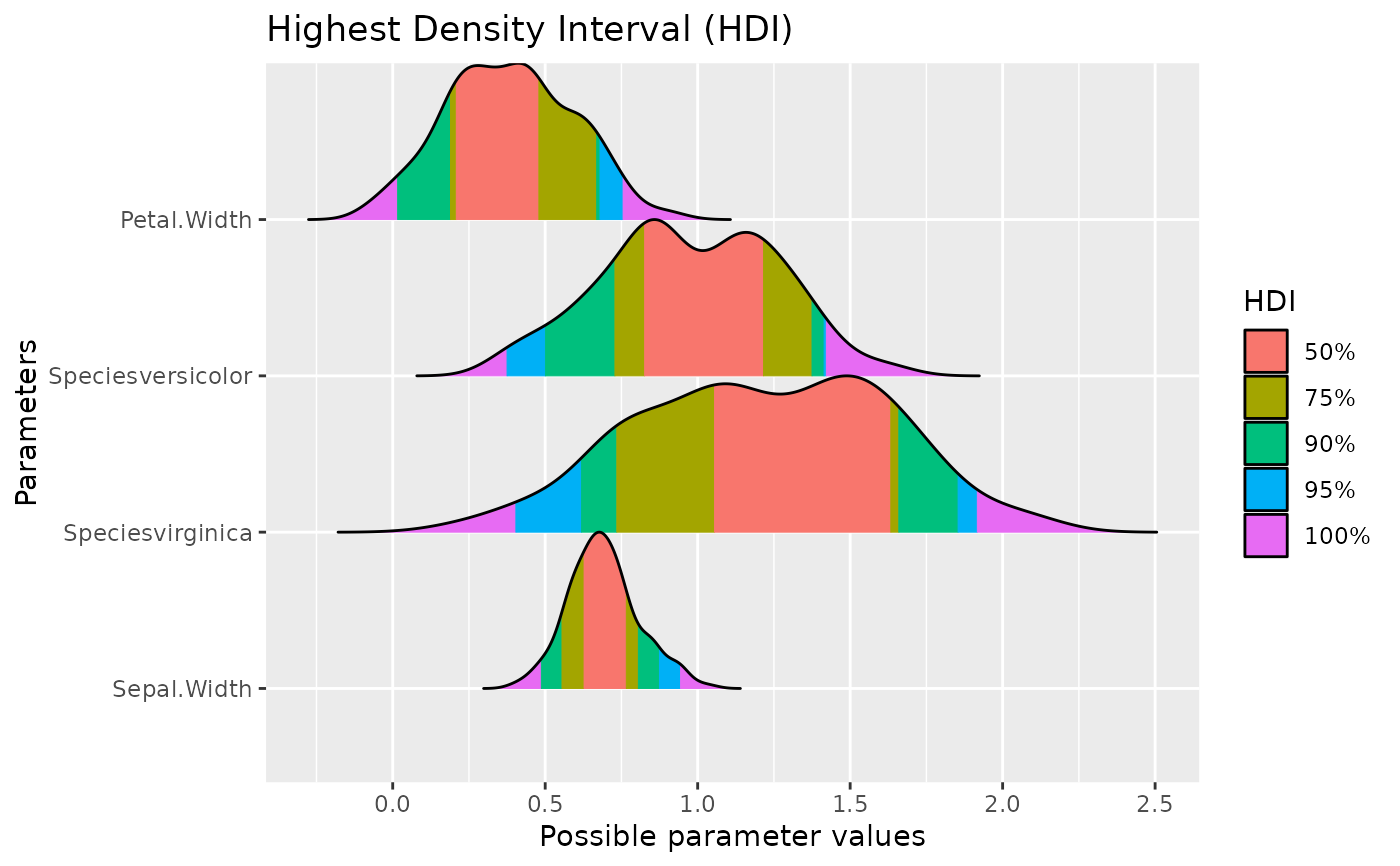 Highest Density Interval (HDI)
Parameters
Petal.Width
Speciesversicolor
Speciesvirginica
Sepal.Width
0.0 0.5 1.0 1.5 2.0 2.5
Possible parameter values
HDI
50%
75%
90%
95%
100%